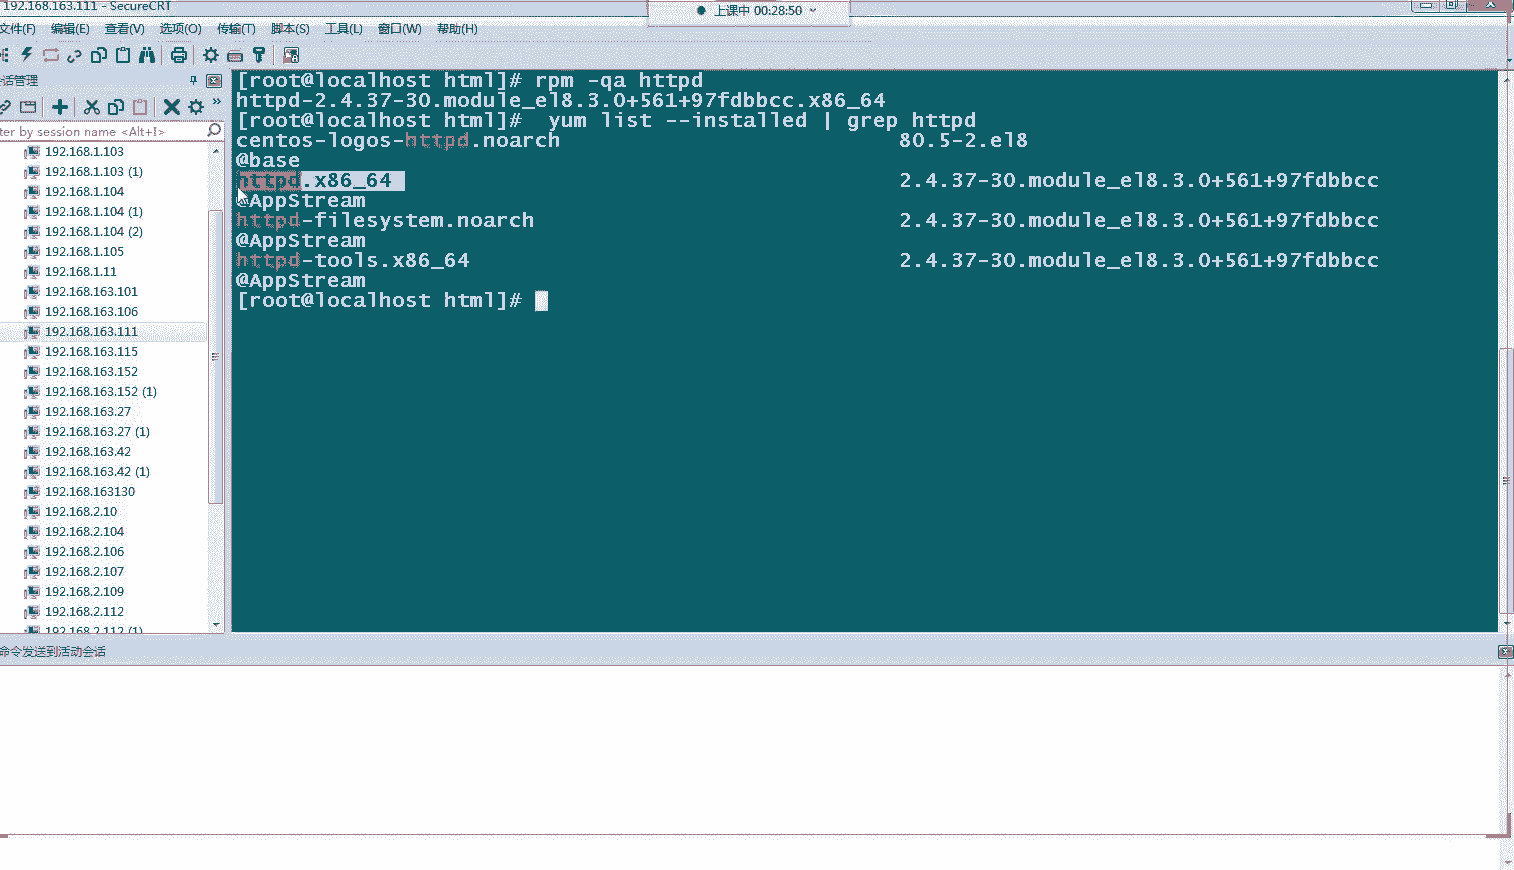 192.168.163.111 - SecureCRT
上课中 00:28:50
文件(F) 编辑(E) 查看(V) 选项(O) 传输(T) 脚本(S) 工具(L) 窗口(W) 帮助(H)
话管理
ter by session name <Alt+I>
192.168.1.103
192.168.1.103 (1)
192.168.1.104
192.168.1.104 (1)
192.168.1.104 (2)
192.168.1.105
192.168.1.11
192.168.163.101
192.168.163.106
192.168.163.111
192.168.163.115
192.168.163.152
192.168.163.152 (1)
192.168.163.27
192.168.163.27 (1)
192.168.163.42
192.168.163.42 (1)
192.168.163130
192.168.2.10
192.168.2.104
192.168.2.106
192.168.2.107
192.168.2.109
192.168.2.112
192.168.2.112 (1)
[root@localhost html]# rpm -qa httpd
httpd-2.4.37-30.module_el8.3.0+561+97fdbbcc.x86_64
[root@localhost html]#  yum list --installed | grep httpd
centos-logos-httpd.noarch 80.5-2.el8
@base
httpd.x86_64 2.4.37-30.module_el8.3.0+561+97fdbbcc
@AppStream
httpd-filesystem.noarch 2.4.37-30.module_el8.3.0+561+97fdbbcc
@AppStream
httpd-tools.x86_64 2.4.37-30.module_el8.3.0+561+97fdbbcc
@AppStream
[root@localhost html]#
命令发送到活动会话